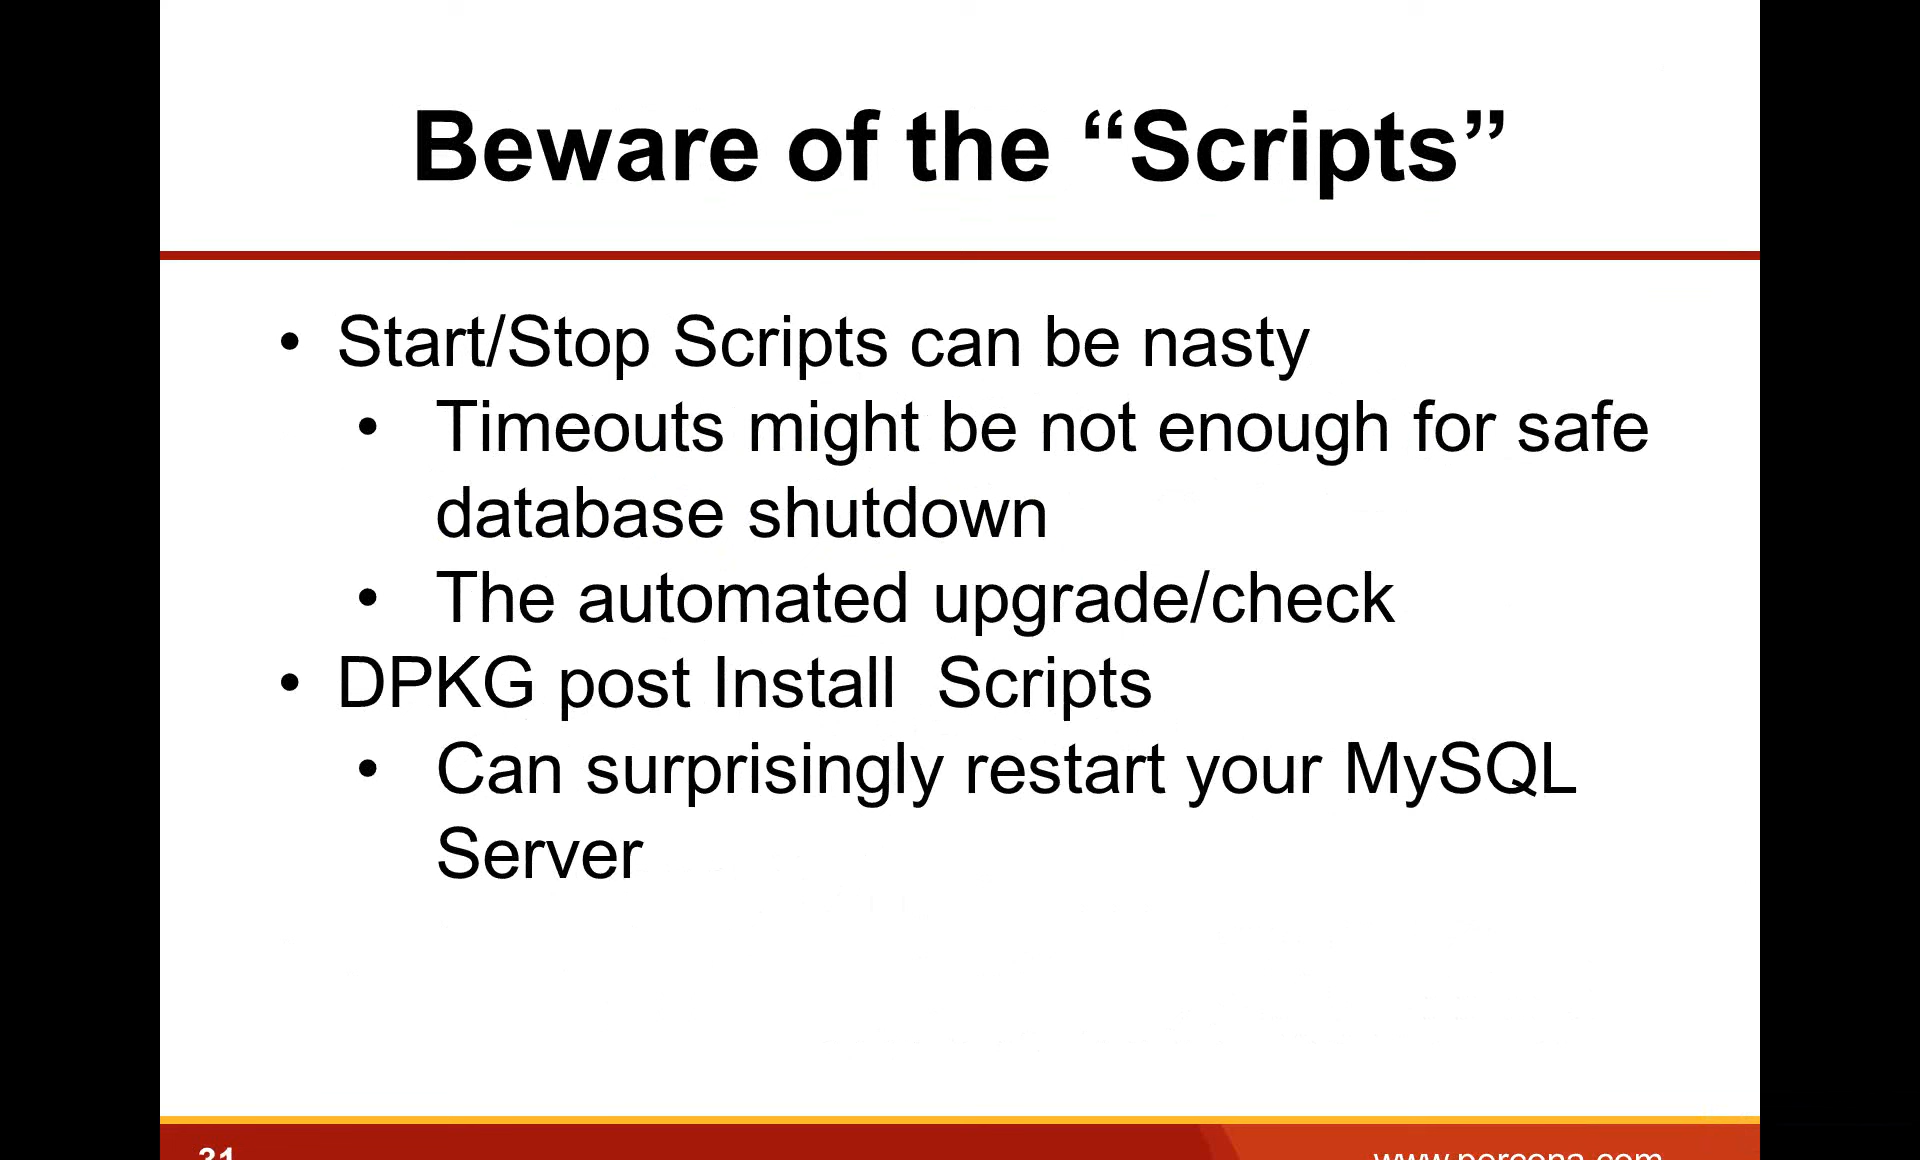 Beware of the “Scripts”
• Start/Stop Scripts can be nasty
• Timeouts might be not enough for safe
database shutdown
• The automated upgrade/check
• DPKG post Install  Scripts
• Can surprisingly restart your MySQL
Server
31
www.percona.com